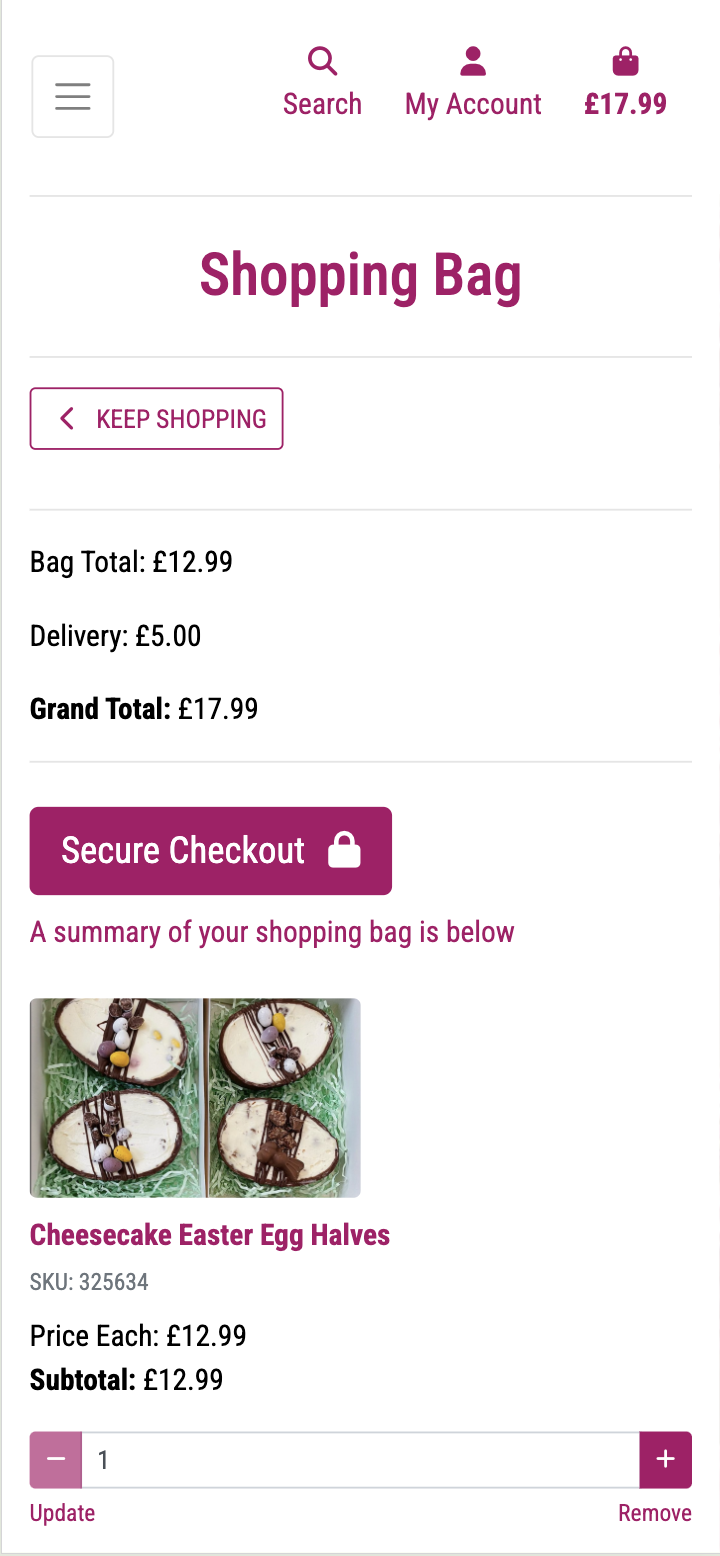 Search
My Account
£17.99
Shopping Bag
KEEP SHOPPING
Bag Total: £12.99
Delivery: £5.00
Grand Total: £17.99
Secure Checkout
A summary of your shopping bag is below
Cheesecake Easter Egg Halves
SKU: 325634
Price Each: £12.99
Subtotal: £12.99
− 1 +
Update
Remove